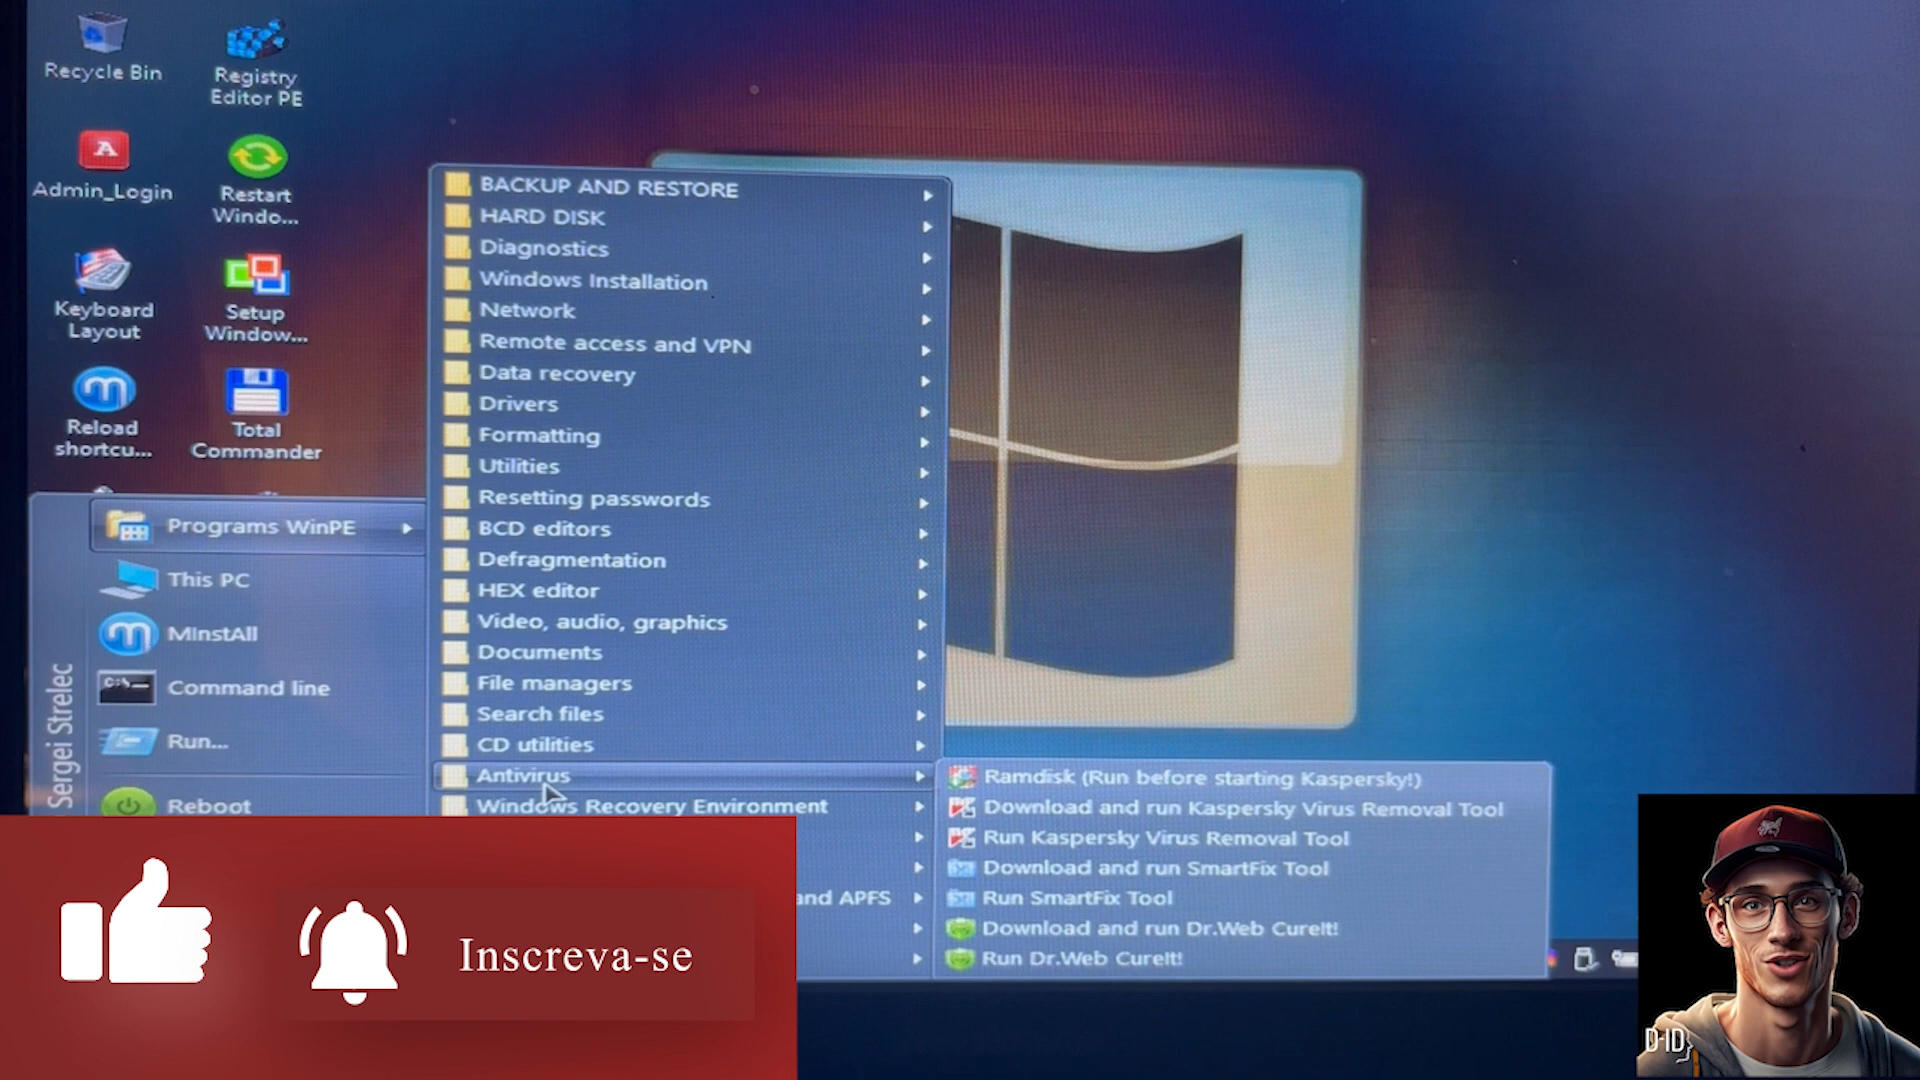 Recycle Bin
Registry
Editor PE
Admin_Login
Restart
Windo...
Keyboard
Layout
Setup
Window...
Reload
shortcu...
Total
Commander
Sergei Strelec
Programs WinPE
This PC
MInstAll
C:\
Command line
Run...
Reboot
BACKUP AND RESTORE
HARD DISK
Diagnostics
Windows Installation
Network
Remote access and VPN
Data recovery
Drivers
Formatting
Utilities
Resetting passwords
BCD editors
Defragmentation
HEX editor
Video, audio, graphics
Documents
File managers
Search files
CD utilities
Antivirus
Windows Recovery Environment
and APFS
Ramdisk (Run before starting Kaspersky!)
Download and run Kaspersky Virus Removal Tool
Run Kaspersky Virus Removal Tool
Download and run SmartFix Tool
Run SmartFix Tool
Download and run Dr.Web CureIt!
Run Dr.Web CureIt!
Inscreva-se
D-ID